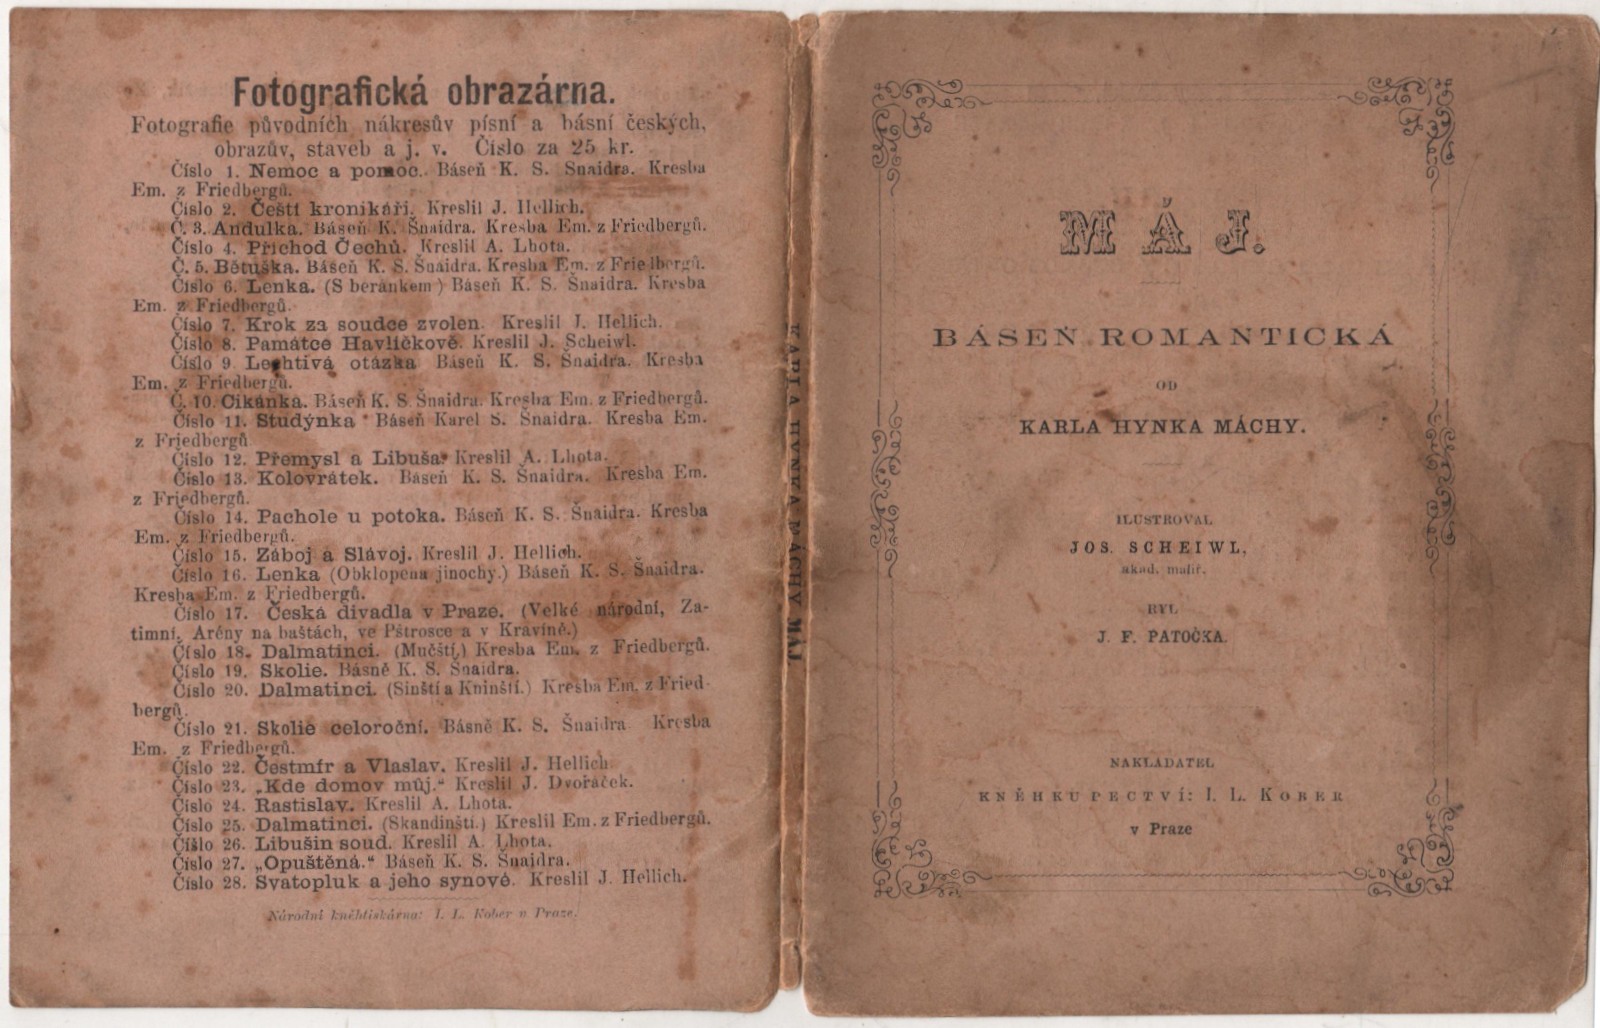 Fotografická obrazárna.
Fotografie původních nákresův písní a básní českých,
obrazův, staveb a j. v. Číslo za 25 kr.
Číslo 1. Nemoc a pomoc. Báseň K. S. Šnaidra. Kresba
Em. z Friedbergů.
Číslo 2. Čeští kronikáři. Kreslil J. Hellich.
Č. 3. Andulka. Báseň K. Šnaidra. Kresba Em. z Friedbergů.
Číslo 4. Příchod Čechů. Kreslil A. Lhota.
Č. 5. Bětuška. Báseň K. S. Šnaidra. Kresba Em. z Friedbergů.
Číslo 6. Lenka. (S beránkem) Báseň K. S. Šnaidra. Kresba
Em. z Friedbergů.
Číslo 7. Krok za soudce zvolen. Kreslil J. Hellich.
Číslo 8. Památce Havlíčkově. Kreslil J. Scheiwl.
Číslo 9 Lechtivá otázka Báseň K. S. Šnaidra. Kresba
Em. z Friedbergů.
Č. 10. Cikánka. Báseň K. S. Šnaidra. Kresba Em. z Friedbergů.
Číslo 11. Studýnka Báseň Karel S. Šnaidra. Kresba Em.
z Friedbergů
Číslo 12. Přemysl a Libuša. Kreslil A. Lhota.
Číslo 13. Kolovrátek. Báseň K. S. Šnaidra. Kresba Em.
z Friedbergů.
Číslo 14. Pachole u potoka. Báseň K. S. Šnaidra. Kresba
Em. z Friedbergů.
Číslo 15. Záboj a Slávoj. Kreslil J. Hellich.
Číslo 16. Lenka (Obklopena jinochy.) Báseň K. S. Šnaidra.
Kresba Em. z Friedbergů.
Číslo 17. Česká divadla v Praze. (Velké národní, Za-
timní, Arény na baštách, ve Pštrosce a v Kravíně.)
Číslo 18. Dalmatinci. (Mučští.) Kresba Em. z Friedbergů.
Číslo 19. Skolie. Básně K. S. Šnaidra.
Číslo 20. Dalmatinci. (Sinští a Kninští.) Kresba Em. z Fried-
bergů.
Číslo 21. Skolie celoroční. Básně K. S. Šnaidra Kresba
Em. z Friedbergů.
Číslo 22. Čestmír a Vlaslav. Kreslil J. Hellich
Číslo 23. „Kde domov můj.“ Kreslil J. Dvořáček.
Číslo 24. Rastislav. Kreslil A. Lhota.
Číslo 25. Dalmatinci. (Skandinští.) Kreslil Em. z Friedbergů.
Číslo 26. Libušin soud. Kreslil A. Lhota.
Číslo 27. „Opuštěná.“ Báseň K. S. Šnaidra.
Číslo 28. Svatopluk a jeho synové. Kreslil J. Hellich.
Národní kněhtiskárna: I. L. Kober v Praze.
KARLA HYNKA MÁCHY MÁJ
MÁJ.
BÁSEŇ ROMANTICKÁ
OD
KARLA HYNKA MÁCHY.
ILUSTROVAL
JOS. SCHEIWL,
akad. malíř.
RYL
J. F. PATOČKA.
NAKLADATEL
KNĚHKUPECTVÍ: I. L. KOBER
v Praze